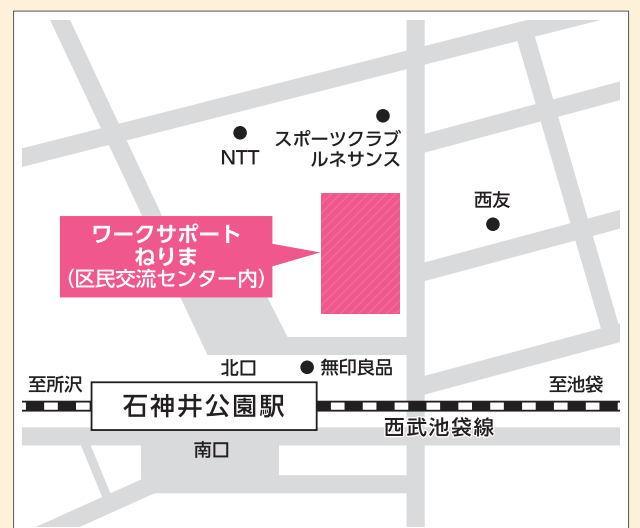 スポーツクラブ
ルネサンス
NTT
西友
ワークサポート
ねりま
（区民交流センター内）
北口
無印良品
至所沢
至池袋
石神井公園駅
西武池袋線
南口